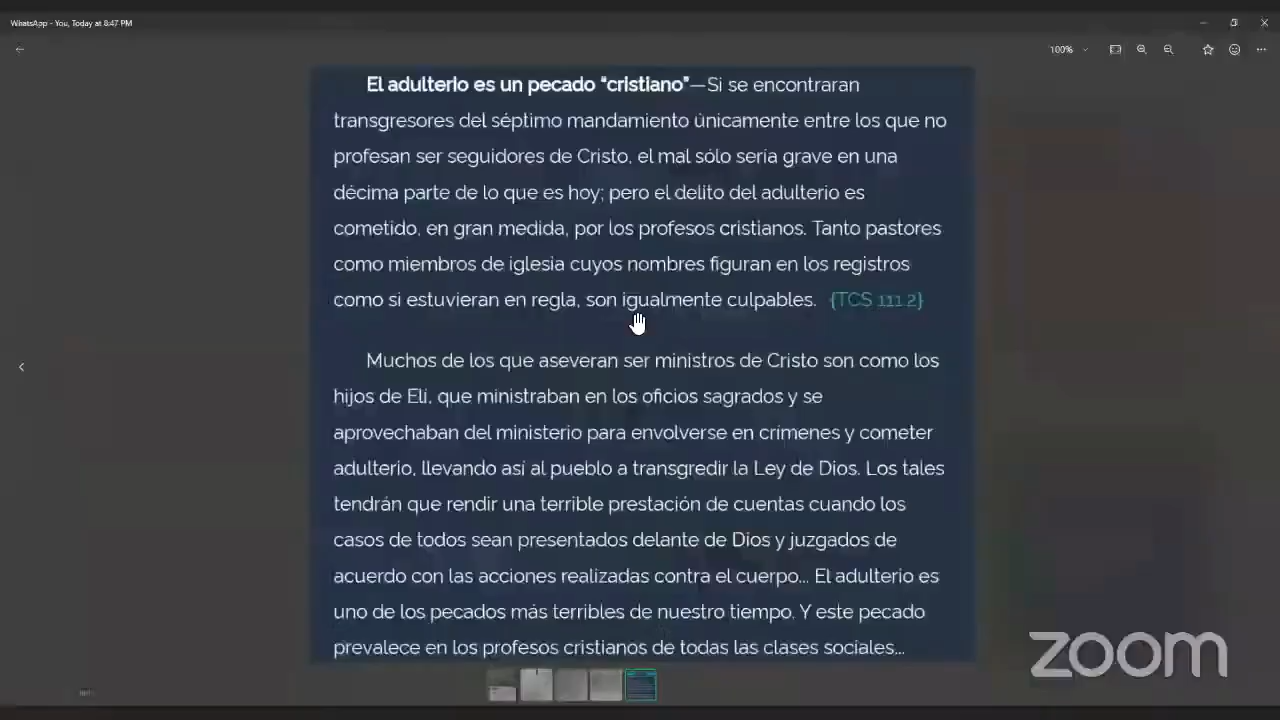 WhatsApp - You, Today at 8:47 PM
100%
El adulterio es un pecado “cristiano”—Si se encontraran
transgresores del séptimo mandamiento únicamente entre los que no
profesan ser seguidores de Cristo, el mal sólo sería grave en una
décima parte de lo que es hoy; pero el delito del adulterio es
cometido, en gran medida, por los profesos cristianos. Tanto pastores
como miembros de iglesia cuyos nombres figuran en los registros
como si estuvieran en regla, son igualmente culpables. {TCS 111.2}
Muchos de los que aseveran ser ministros de Cristo son como los
hijos de Elí, que ministraban en los oficios sagrados y se
aprovechaban del ministerio para envolverse en crímenes y cometer
adulterio, llevando así al pueblo a transgredir la Ley de Dios. Los tales
tendrán que rendir una terrible prestación de cuentas cuando los
casos de todos sean presentados delante de Dios y juzgados de
acuerdo con las acciones realizadas contra el cuerpo... El adulterio es
uno de los pecados más terribles de nuestro tiempo. Y este pecado
prevalece en los profesos cristianos de todas las clases sociales...
zoom